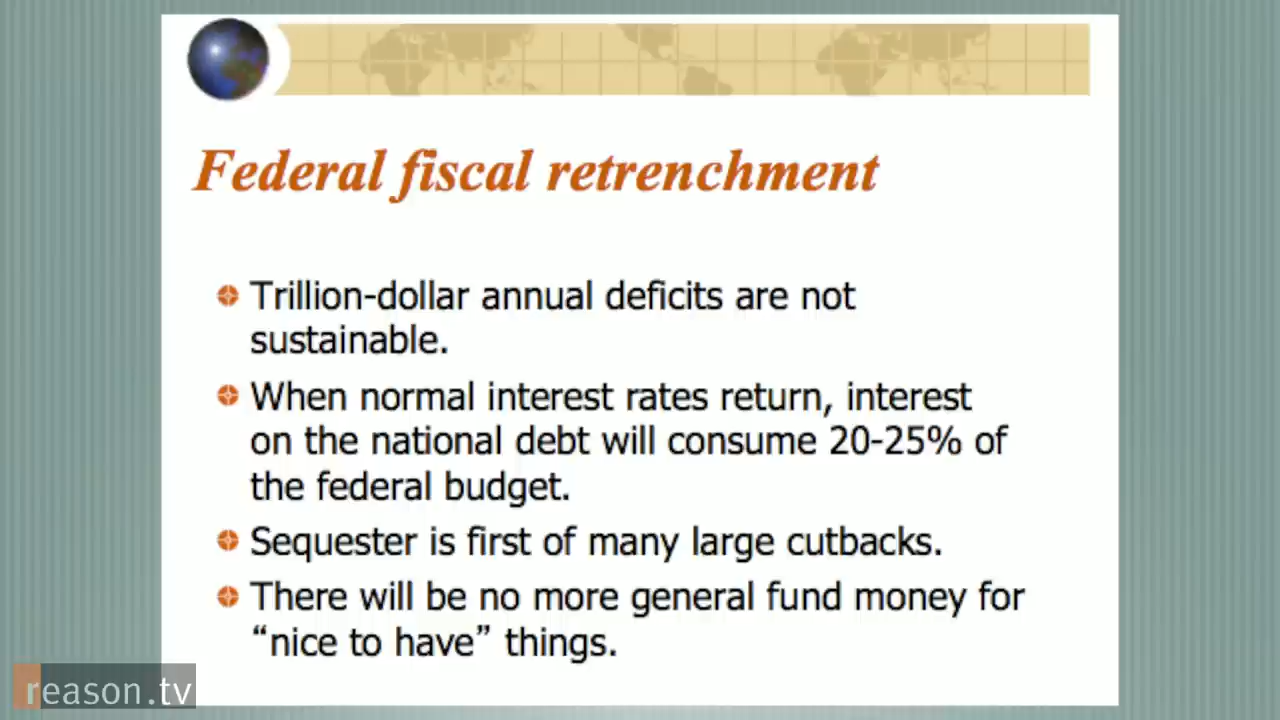 Federal fiscal retrenchment
Trillion-dollar annual deficits are not
sustainable.
When normal interest rates return, interest
on the national debt will consume 20-25% of
the federal budget.
Sequester is first of many large cutbacks.
There will be no more general fund money for
“nice to have” things.
reason.tv